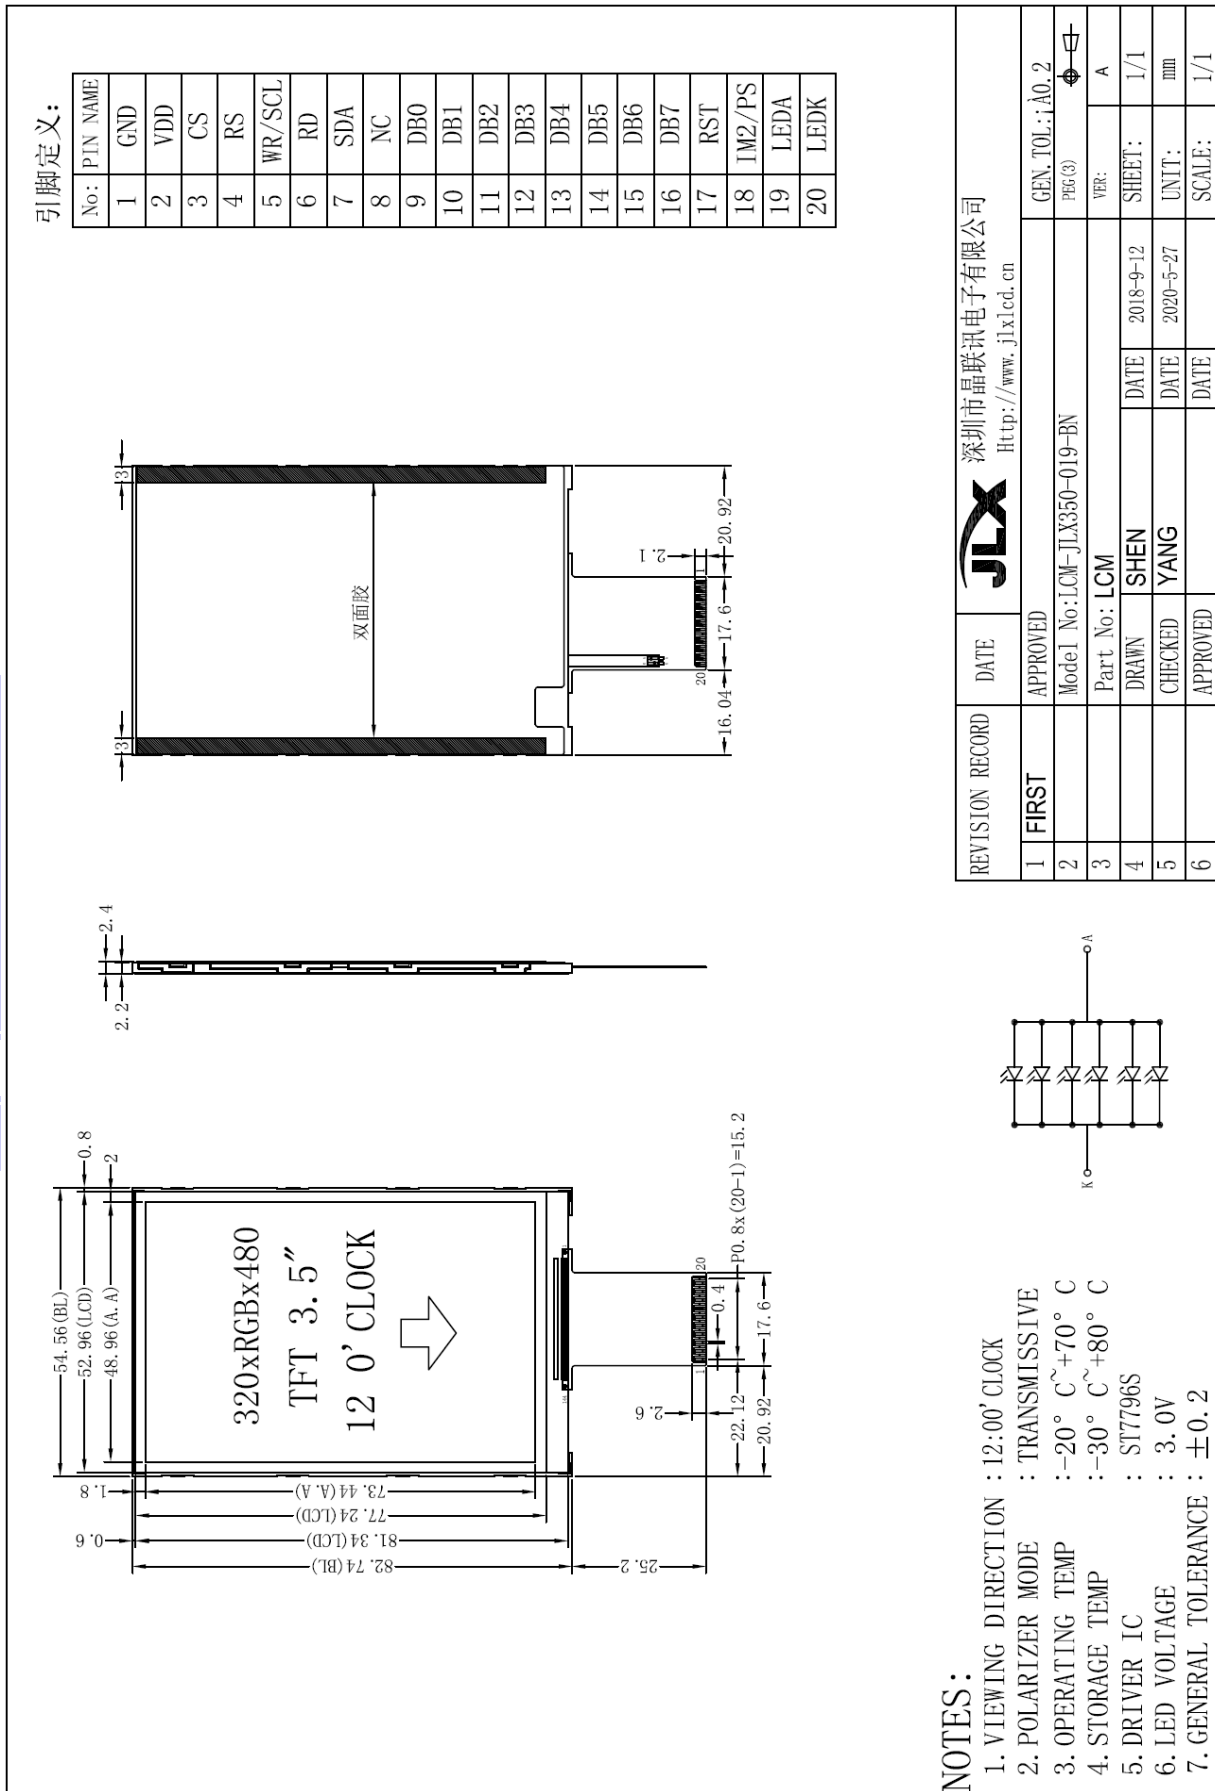 引脚定义:
No: PIN NAME
1 GND
2 VDD
3 CS
4 RS
5 WR/SCL
6 RD
7 SDA
8 NC
9 DB0
10 DB1
11 DB2
12 DB3
13 DB4
14 DB5
15 DB6
16 DB7
17 RST
18 IM2/PS
19 LEDA
20 LEDK
54.56(BL)
52.96(LCD)
48.96(A.A)
0.8
2
320xRGBx480
TFT 3.5″
12 0'CLOCK
1.8
0.6
73.44(A.A)
77.24(LCD)
81.34(LCD)
82.74(BL)
25.2
2.6
1
20
0.4
P0.8x(20-1)=15.2
17.6
22.12
20.92
2.4
2.2
3
3
双面胶
2.1
20
1
16.04
17.6
20.92
NOTES:
1. VIEWING DIRECTION : 12:00'CLOCK
2. POLARIZER MODE : TRANSMISSIVE
3. OPERATING TEMP :-20° C~+70° C
4. STORAGE TEMP :-30° C~+80° C
5. DRIVER IC : ST7796S
6. LED VOLTAGE : 3.0V
7. GENERAL TOLERANCE : ±0.2
K
A
REVISION RECORD DATE
JLX 深圳市晶联讯电子有限公司
Http://www.jlxlcd.cn
1 FIRST APPROVED GEN.TOL:¡À0.2
2 Model No:LCM-JLX350-019-BN PEG(3)
3 Part No: LCM VER: A
4 DRAWN SHEN DATE 2018-9-12 SHEET: 1/1
5 CHECKED YANG DATE 2020-5-27 UNIT: mm
6 APPROVED DATE SCALE: 1/1